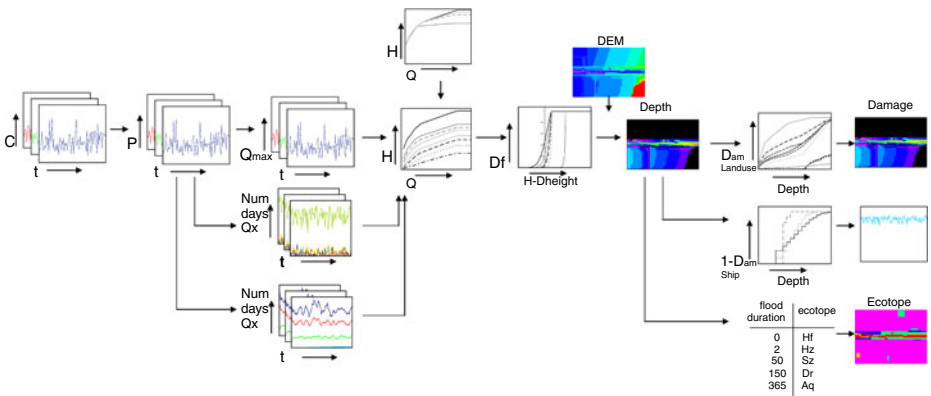 H
Q
DEM
C
t
P
t
Qmax
t
H
Q
Df
H-Dheight
Depth
Dam
Landuse
Depth
Damage
Num
days
Qx
t
1-Dam
Ship
Depth
Num
days
Qx
t
flood
duration
ecotope
0 Hf
2 Hz
50 Sz
150 Dr
365 Aq
Ecotope